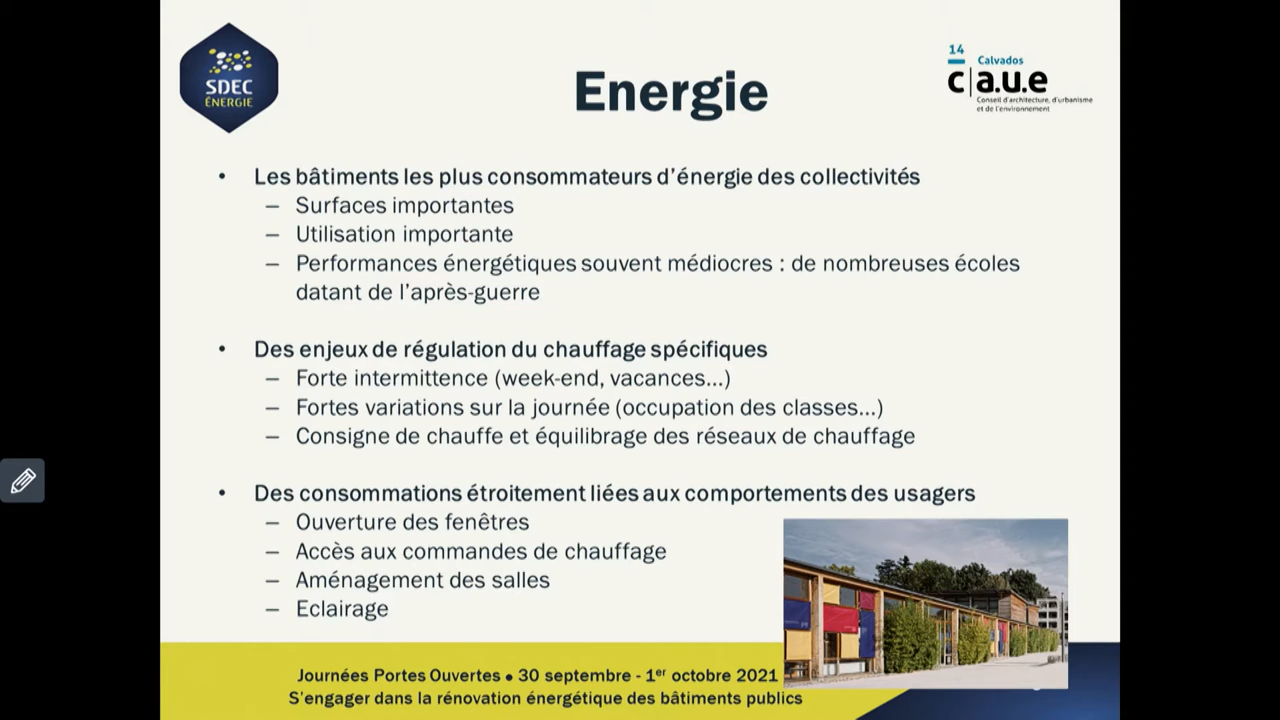 SDEC
ÉNERGIE
Energie
14
Calvados
c|a.u.e
Conseil d'architecture, d'urbanisme
et de l'environnement
• Les bâtiments les plus consommateurs d'énergie des collectivités
– Surfaces importantes
– Utilisation importante
– Performances énergétiques souvent médiocres : de nombreuses écoles
datant de l'après-guerre
• Des enjeux de régulation du chauffage spécifiques
– Forte intermittence (week-end, vacances...)
– Fortes variations sur la journée (occupation des classes...)
– Consigne de chauffe et équilibrage des réseaux de chauffage
• Des consommations étroitement liées aux comportements des usagers
– Ouverture des fenêtres
– Accès aux commandes de chauffage
– Aménagement des salles
– Eclairage
Journées Portes Ouvertes • 30 septembre - 1er octobre 2021
S'engager dans la rénovation énergétique des bâtiments publics